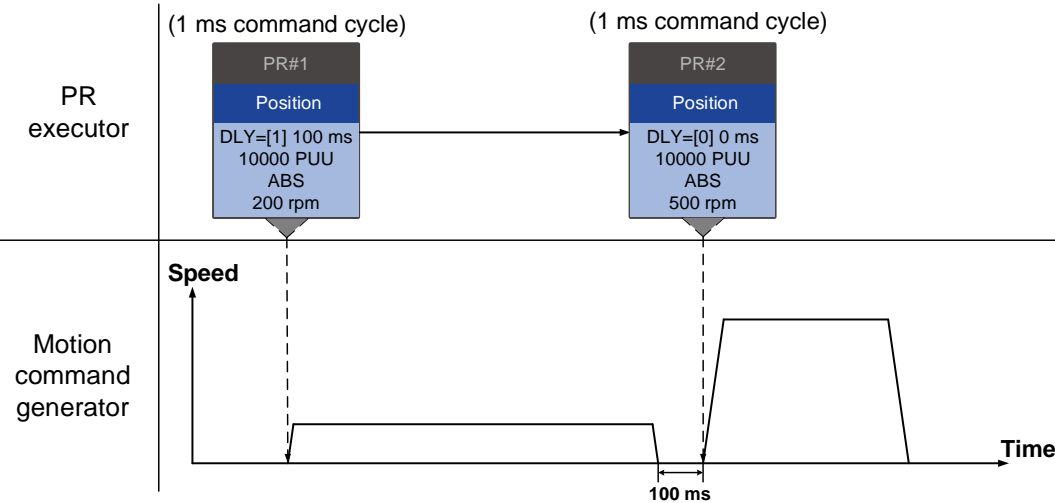 (1 ms command cycle)
(1 ms command cycle)
PR
executor
PR#1
Position
DLY=[1] 100 ms
10000 PUU
ABS
200 rpm
PR#2
Position
DLY=[0] 0 ms
10000 PUU
ABS
500 rpm
Motion
command
generator
Speed
Time
100 ms